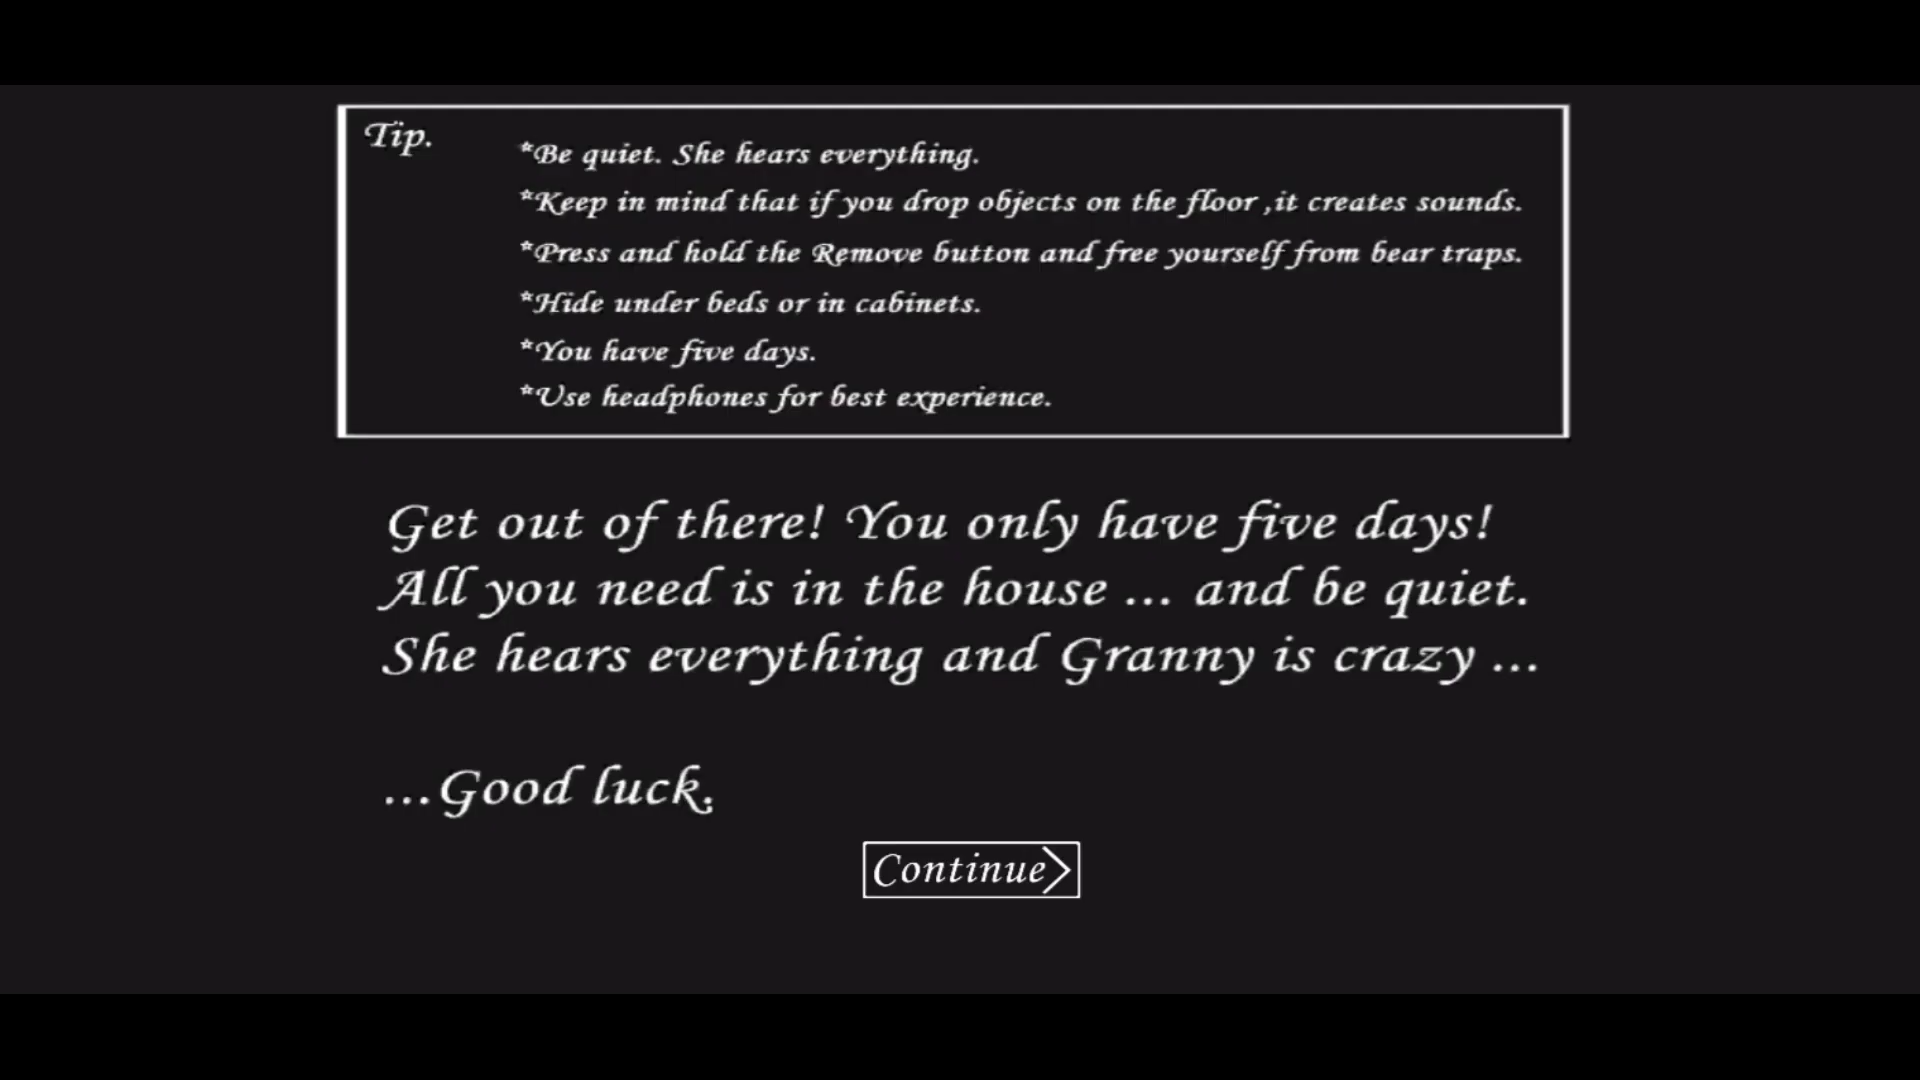 Tip.
*Be quiet. She hears everything.
*Keep in mind that if you drop objects on the floor ,it creates sounds.
*Press and hold the Remove button and free yourself from bear traps.
*Hide under beds or in cabinets.
*You have five days.
*Use headphones for best experience.
Get out of there! You only have five days!
All you need is in the house ... and be quiet.
She hears everything and Granny is crazy ...
...Good luck.
Continue>